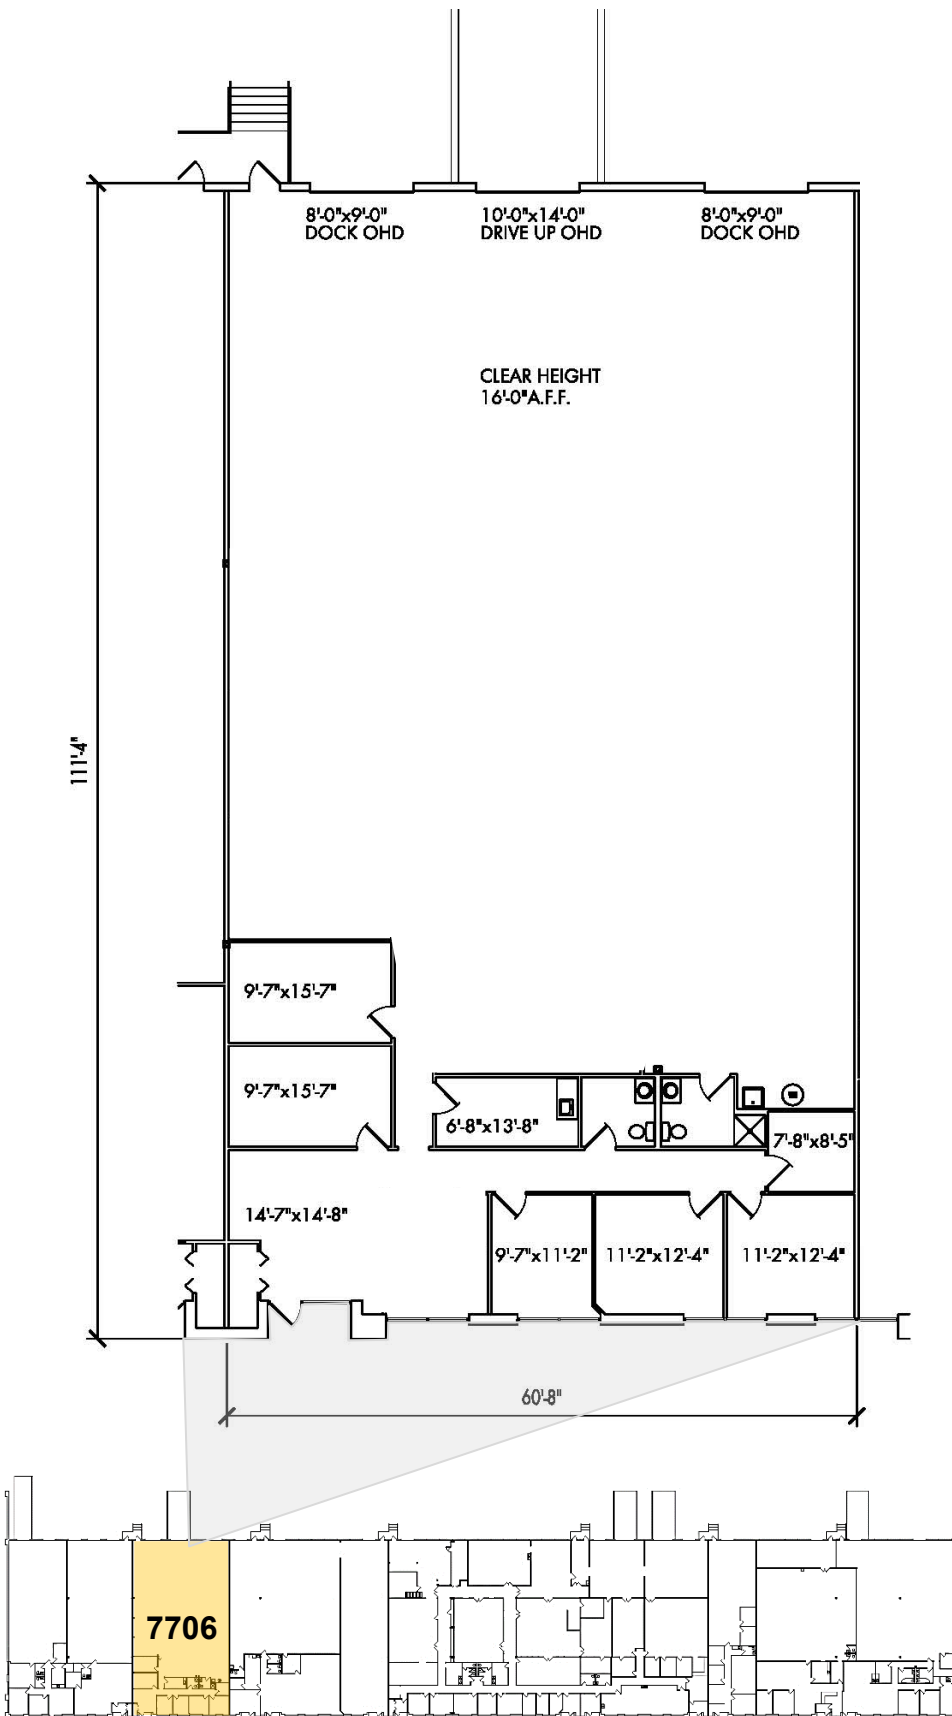 8'-0"x9'-0"
DOCK OHD
10'-0"x14'-0"
DRIVE UP OHD
8'-0"x9'-0"
DOCK OHD
CLEAR HEIGHT
16'-0"A.F.F.
111'-4"
9'-7"x15'-7"
9'-7"x15'-7"
6'-8"x13'-8"
7'-8"x8'-5"
14'-7"x14'-8"
9'-7"x11'-2"
11'-2"x12'-4"
11'-2"x12'-4"
60'-8"
7706